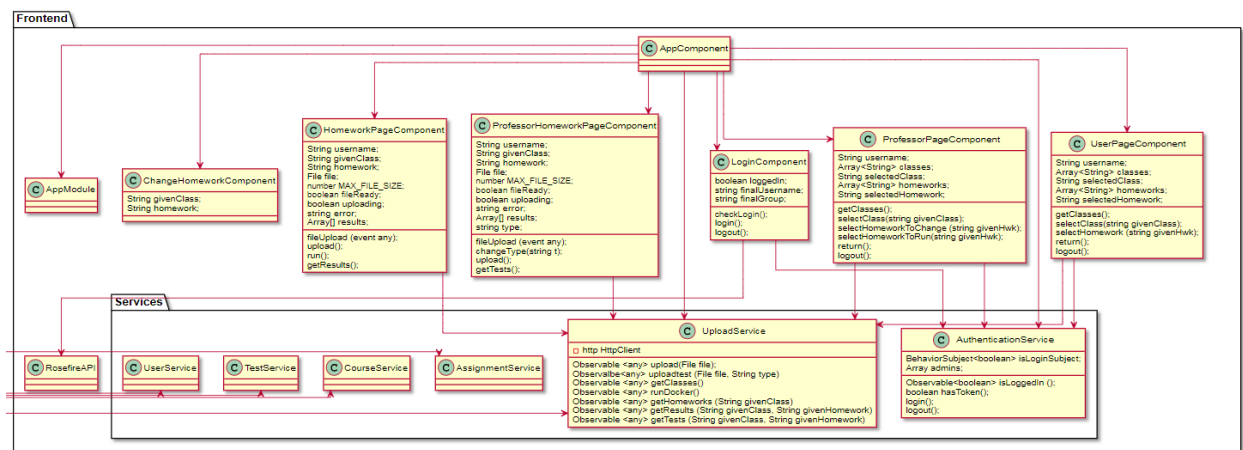 Frontend
C AppComponent
C HomeworkPageComponent
String username;
String givenClass;
String homework;
File file;
number MAX_FILE_SIZE;
boolean fileReady;
boolean uploading;
string error;
Array[] results;
fileUpload (event any);
upload();
run();
getResults();
C ProfessorHomeworkPageComponent
String username;
String givenClass;
String homework;
File file;
number MAX_FILE_SIZE;
boolean fileReady;
boolean uploading;
string error;
Array[] results;
string type;
fileUpload (event any);
changeType(string t);
upload();
getTests();
C LoginComponent
boolean loggedIn;
string finalUsername;
string finalGroup;
checkLogin();
login();
logout();
C ProfessorPageComponent
String username;
Array<String> classes;
String selectedClass;
Array<String> homeworks;
String selectedHomework;
getClasses();
selectClass(string givenClass);
selectHomeworkToChange (string givenHwk);
selectHomeworkToRun(string givenHwk);
return();
logout();
C UserPageComponent
String username;
Array<String> classes;
String selectedClass;
Array<String> homeworks;
String selectedHomework;
getClasses();
selectClass(string givenClass);
selectHomework (string givenHwk);
return();
logout();
C AppModule
C ChangeHomeworkComponent
String givenClass;
String homework;
Services
C RosefireAPI
C UserService
C TestService
C CourseService
C AssignmentService
C UploadService
http HttpClient
Observable <any> upload(File file);
Observalbe<any> uploadtest (File file, String type)
Observable <any> getClasses()
Observable <any> runDocker()
Observable <any> getHomeworks (String givenClass)
Observable <any> getResults (String givenClass, String givenHomework)
Observable <any> getTests (String givenClass, String givenHomework)
C AuthenticationService
BehaviorSubject<boolean> isLoginSubject;
Array admins;
Observable<boolean> isLoggedIn ();
boolean hasToken();
login();
logout();